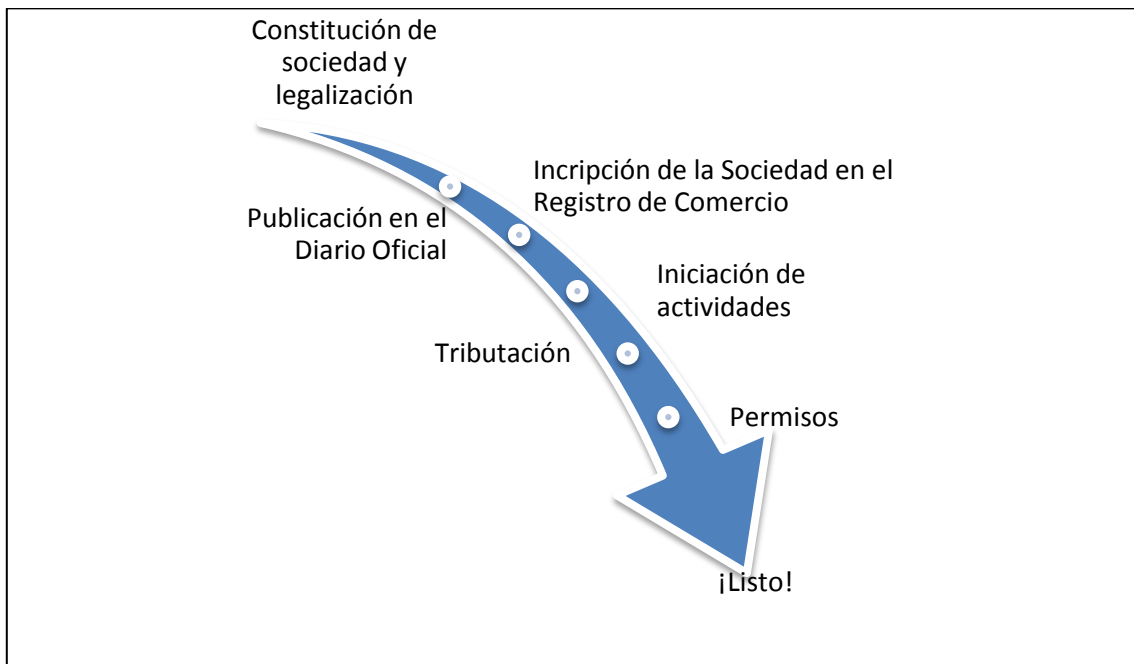 Constitución de
sociedad y
legalización
Incripción de la Sociedad en el
Registro de Comercio
Publicación en el
Diario Oficial
Iniciación de
actividades
Tributación
Permisos
¡Listo!